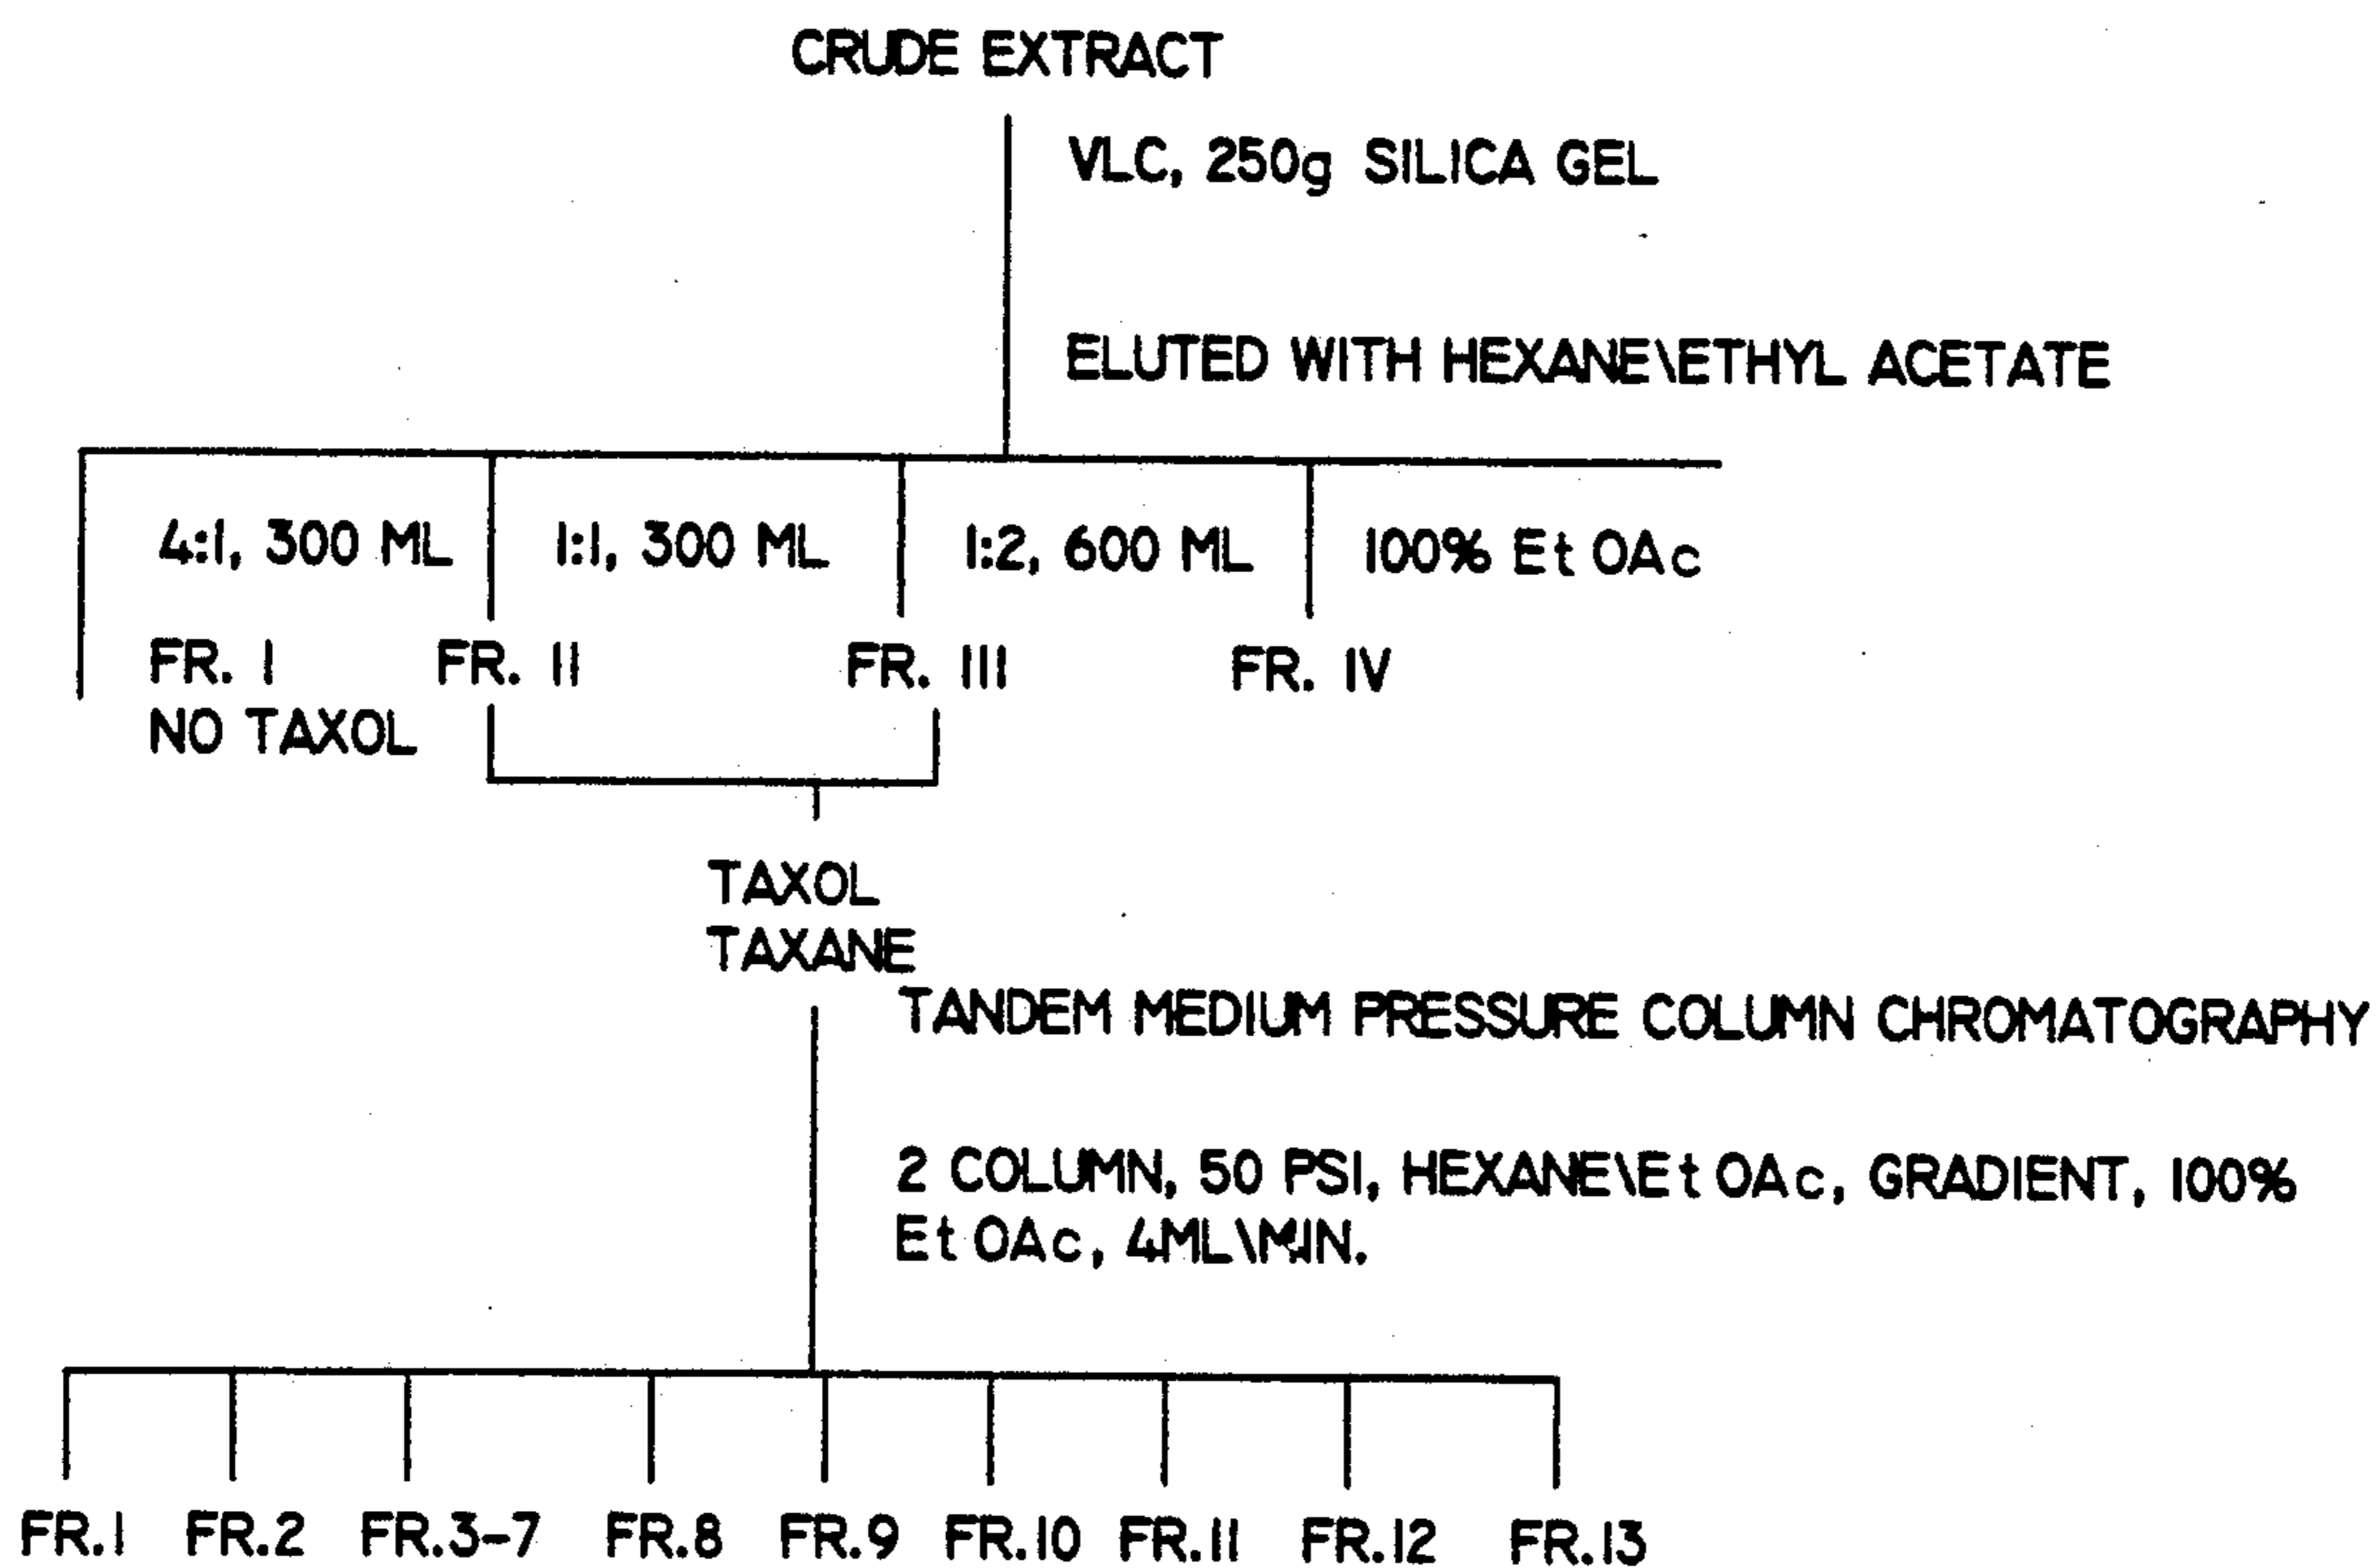 CRUDE EXTRACT
VLC, 250g SILICA GEL
ELUTED WITH HEXANE\ETHYL ACETATE
4:1, 300 ML
1:1, 300 ML
1:2, 600 ML
100% Et OAc
FR. I
NO TAXOL
FR. II
FR. III
FR. IV
TAXOL
TAXANE
TANDEM MEDIUM PRESSURE COLUMN CHROMATOGRAPHY
2 COLUMN, 50 PSI, HEXANE\Et OAc, GRADIENT, 100%
Et OAc, 4ML\MIN.
FR.1
FR.2
FR.3-7
FR.8
FR.9
FR.10
FR.11
FR.12
FR.13